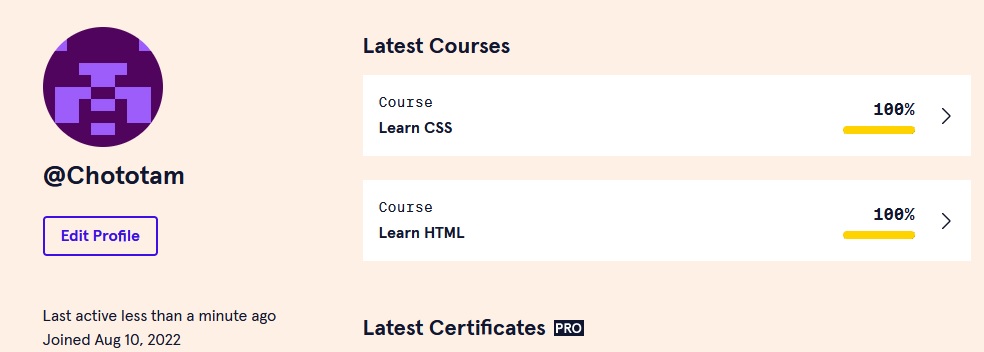 @Chototam
Edit Profile
Last active less than a minute ago
Joined Aug 10, 2022
Latest Courses
Course
Learn CSS
100%
Course
Learn HTML
100%
Latest Certificates PRO